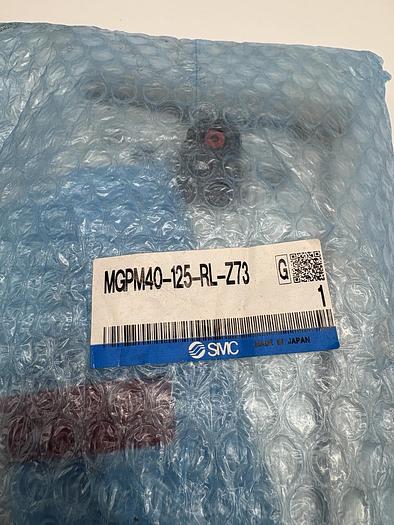 MGPM40-125-RL-Z73
G
1
SMC
MADE IN JAPAN